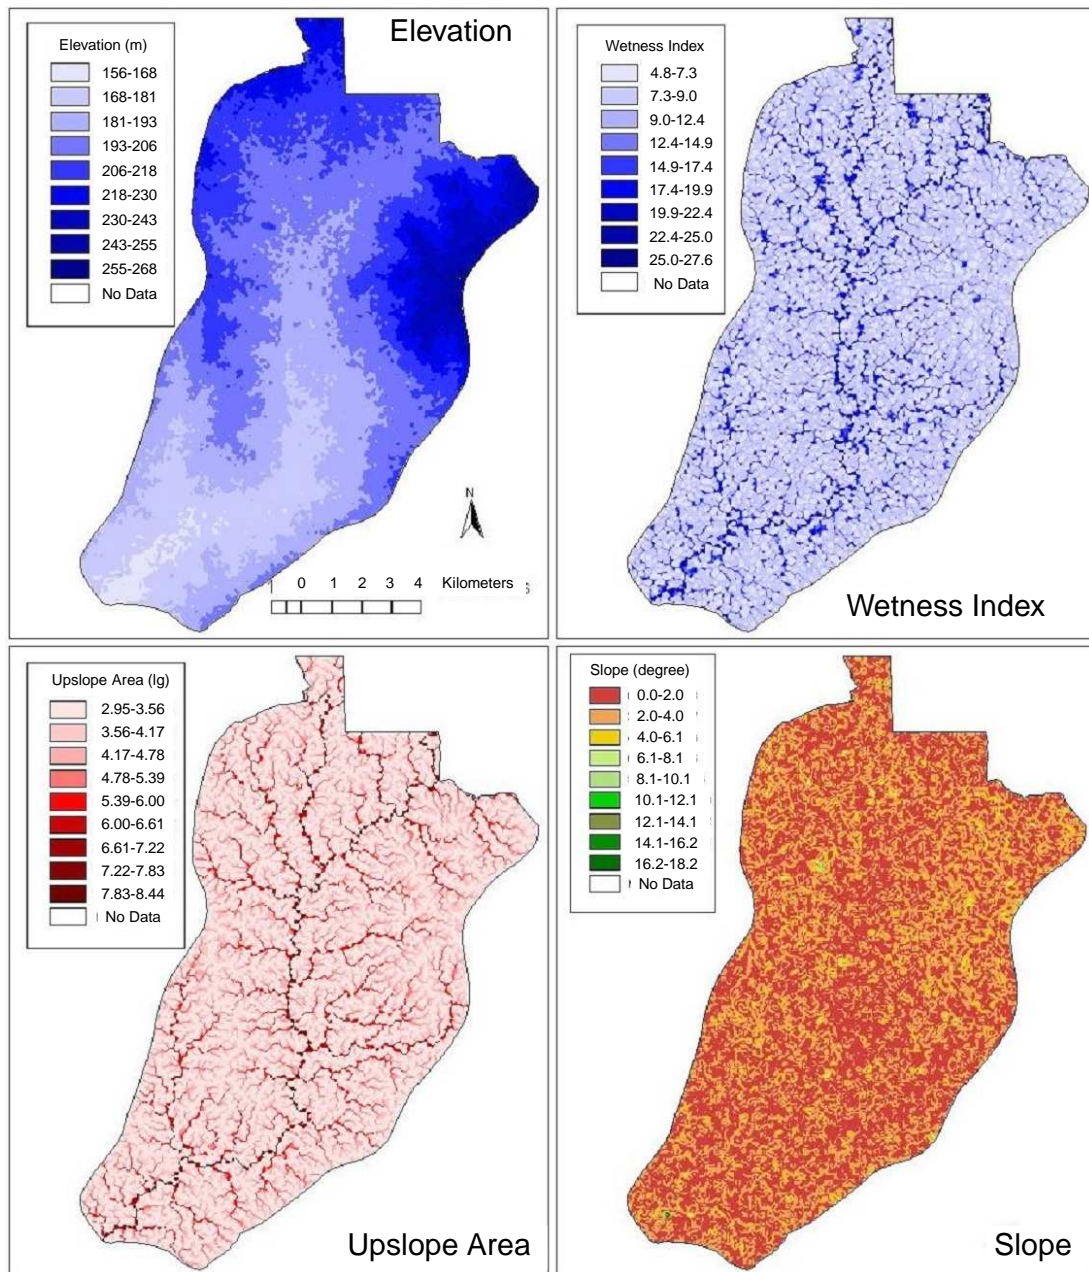 Elevation
Elevation (m)
156-168
168-181
181-193
193-206
206-218
218-230
230-243
243-255
255-268
No Data
N
0 1 2 3 4 Kilometers
Wetness Index
4.8-7.3
7.3-9.0
9.0-12.4
12.4-14.9
14.9-17.4
17.4-19.9
19.9-22.4
22.4-25.0
25.0-27.6
No Data
Wetness Index
Upslope Area (lg)
2.95-3.56
3.56-4.17
4.17-4.78
4.78-5.39
5.39-6.00
6.00-6.61
6.61-7.22
7.22-7.83
7.83-8.44
No Data
Upslope Area
Slope (degree)
0.0-2.0
2.0-4.0
4.0-6.1
6.1-8.1
8.1-10.1
10.1-12.1
12.1-14.1
14.1-16.2
16.2-18.2
No Data
Slope